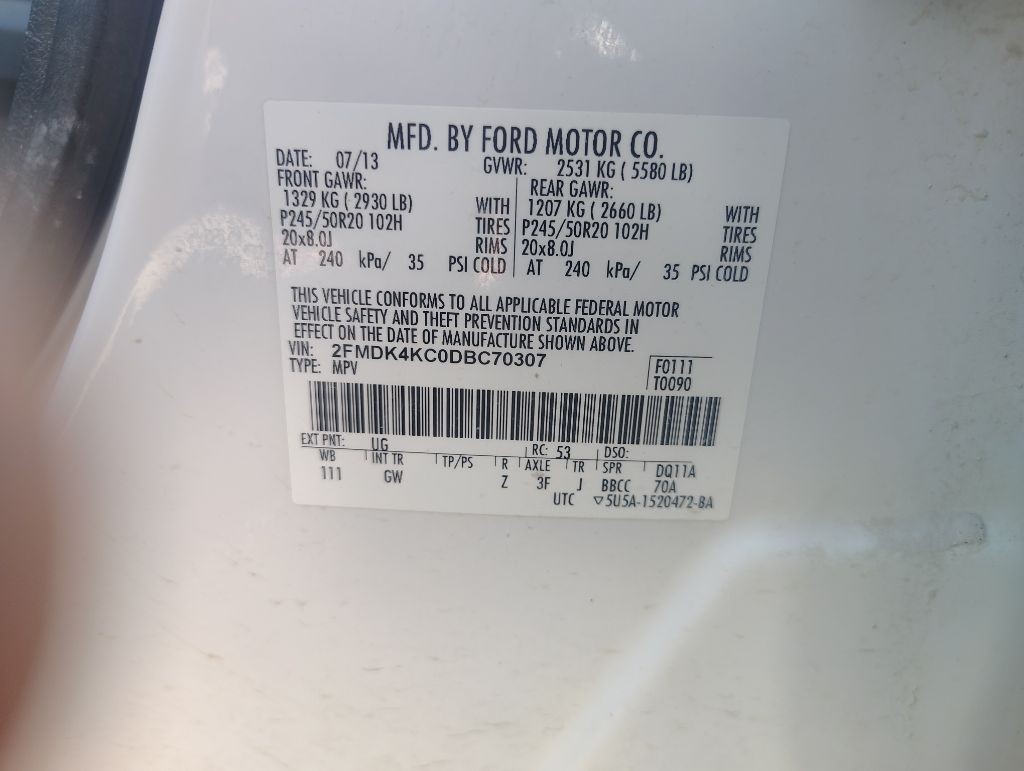 MFD. BY FORD MOTOR CO.
DATE: 07/13 GVWR: 2531 KG ( 5580 LB)
FRONT GAWR: REAR GAWR:
1329 KG ( 2930 LB) WITH 1207 KG ( 2660 LB) WITH
P245/50R20 102H TIRES P245/50R20 102H TIRES
20x8.0J RIMS 20x8.0J RIMS
AT 240 kPa/ 35 PSI COLD AT 240 kPa/ 35 PSI COLD
THIS VEHICLE CONFORMS TO ALL APPLICABLE FEDERAL MOTOR
VEHICLE SAFETY AND THEFT PREVENTION STANDARDS IN
EFFECT ON THE DATE OF MANUFACTURE SHOWN ABOVE.
VIN: 2FMDK4KC0DBC70307
TYPE: MPV
F0111
T0090
EXT PNT: UG RC: 53 DSO:
WB INT TR TP/PS R AXLE TR SPR DQ11A
111 GW Z 3F J BBCC 70A
UTC ▽5U5A-1520472-BA